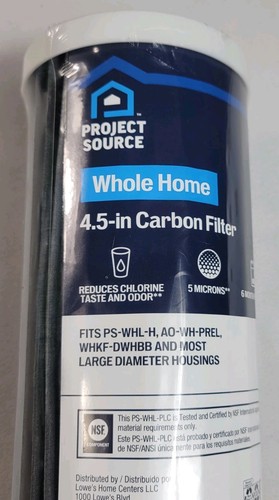 PROJECT
SOURCE
Whole Home
4.5-in Carbon Filter
REDUCES CHLORINE
TASTE AND ODOR**
5 MICRONS**
6
FITS PS-WHL-H, AO-WH-PREL,
WHKF-DWHBB AND MOST
LARGE DIAMETER HOUSINGS
NSF
COMPONENT
This PS-WHL-PLC is Tested and Certified by NSF
material requirements only.
Este PS-WHL-PLC está probado y certificado por NSF
de NSF/ANSI únicamente para los requisitos
Distributed by / Distribuido
Lowe's Home Centers LLC
1000 Lowe's Blvd